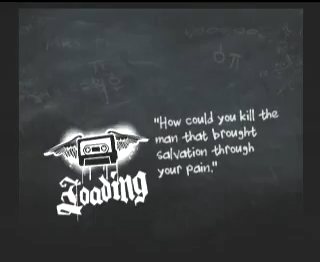 "How could you kill the
man that brought
salvation through
your pain."
Loading